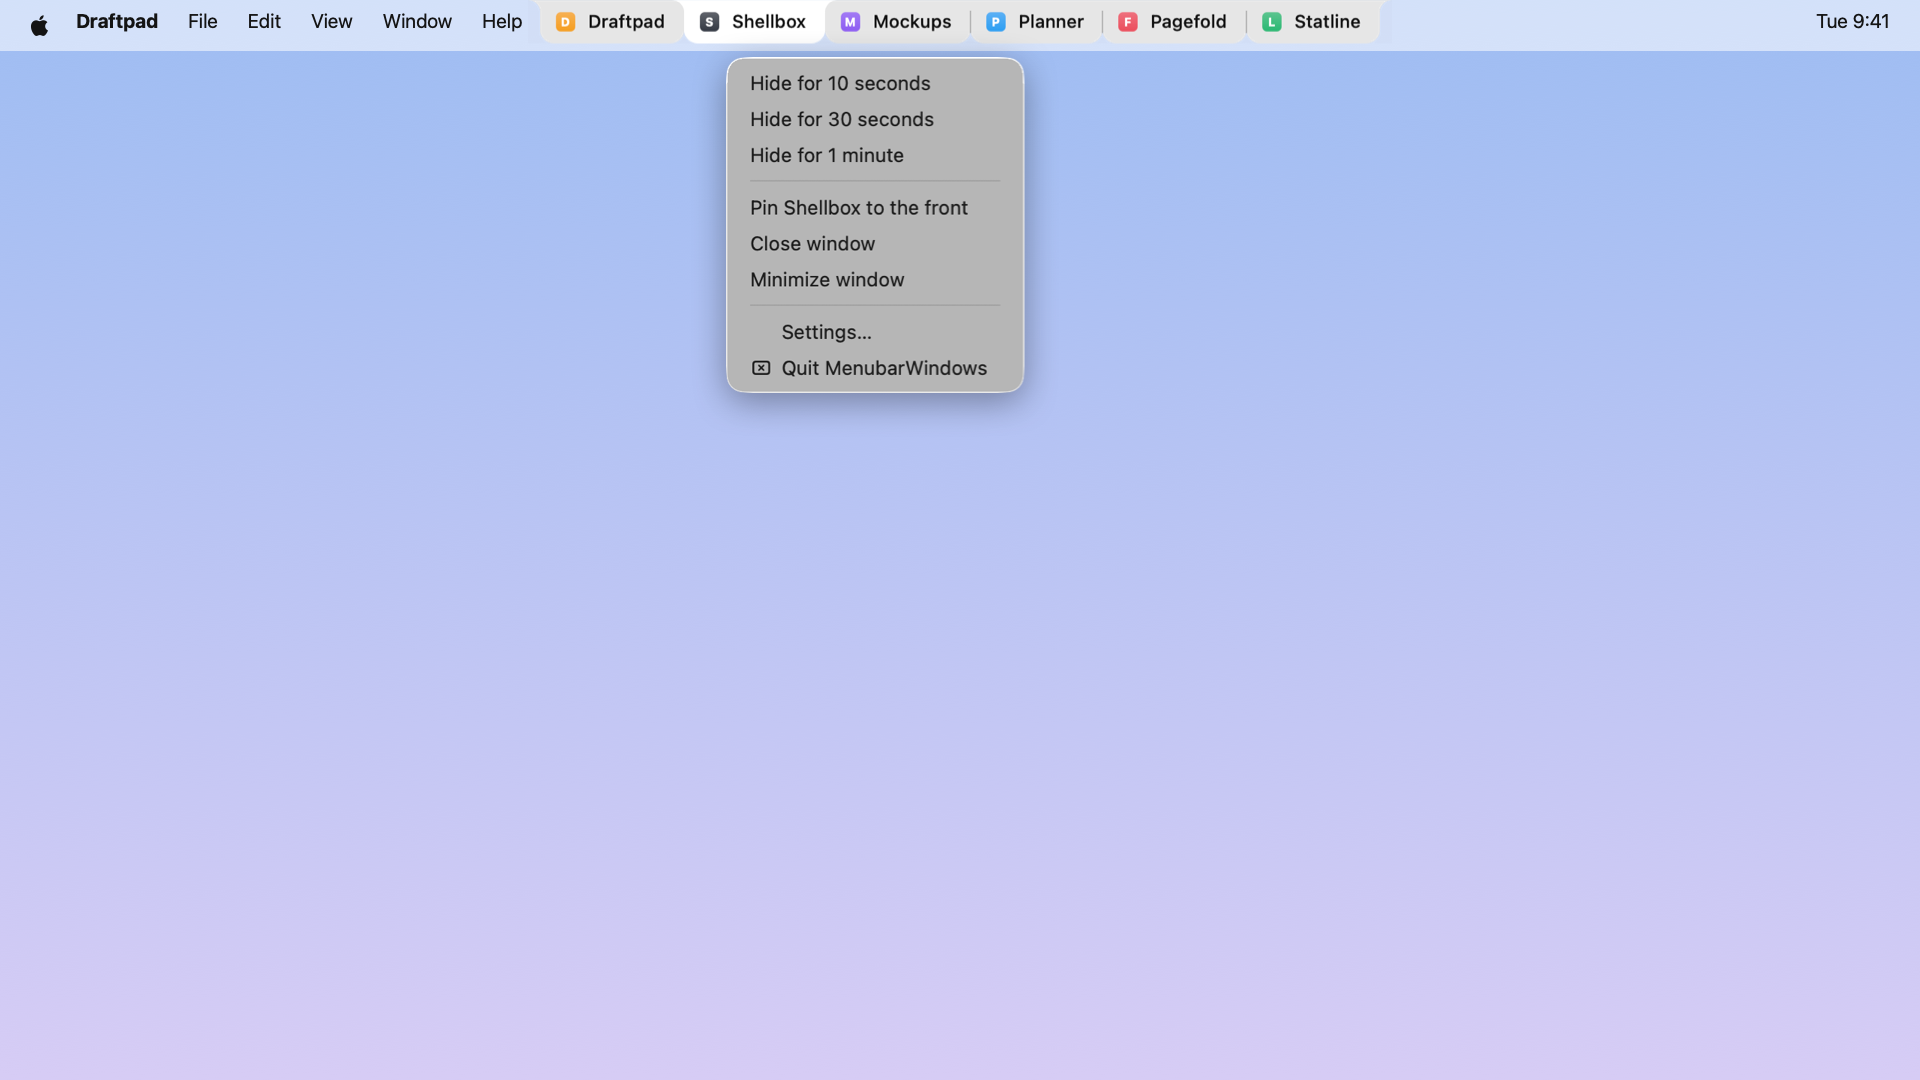 Draftpad File Edit View Window Help D Draftpad S Shellbox M Mockups P Planner F Pagefold L Statline Tue 9:41
Hide for 10 seconds
Hide for 30 seconds
Hide for 1 minute
Pin Shellbox to the front
Close window
Minimize window
Settings...
Quit MenubarWindows